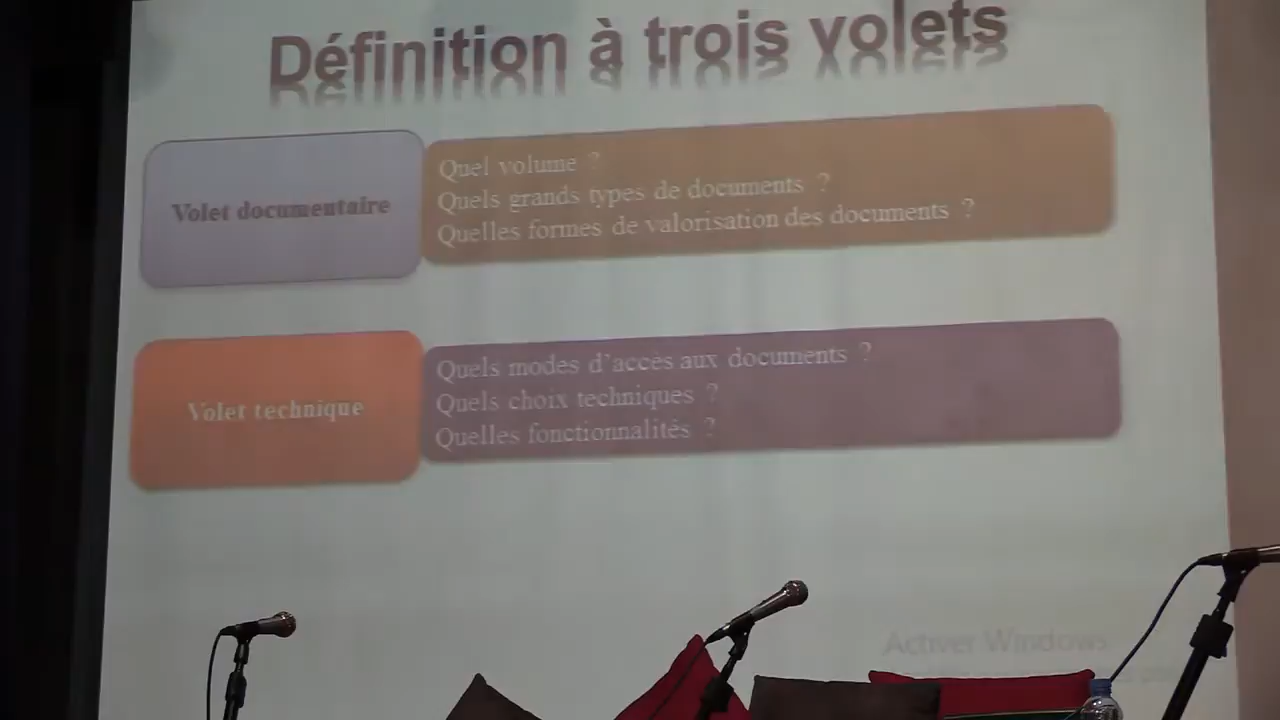 Définition à trois volets
Volet documentaire
Quel volume ?
Quels grands types de documents ?
Quelles formes de valorisation des documents ?
Volet technique
Quels modes d'accès aux documents ?
Quels choix techniques ?
Quelles fonctionnalités ?
Activer Windows